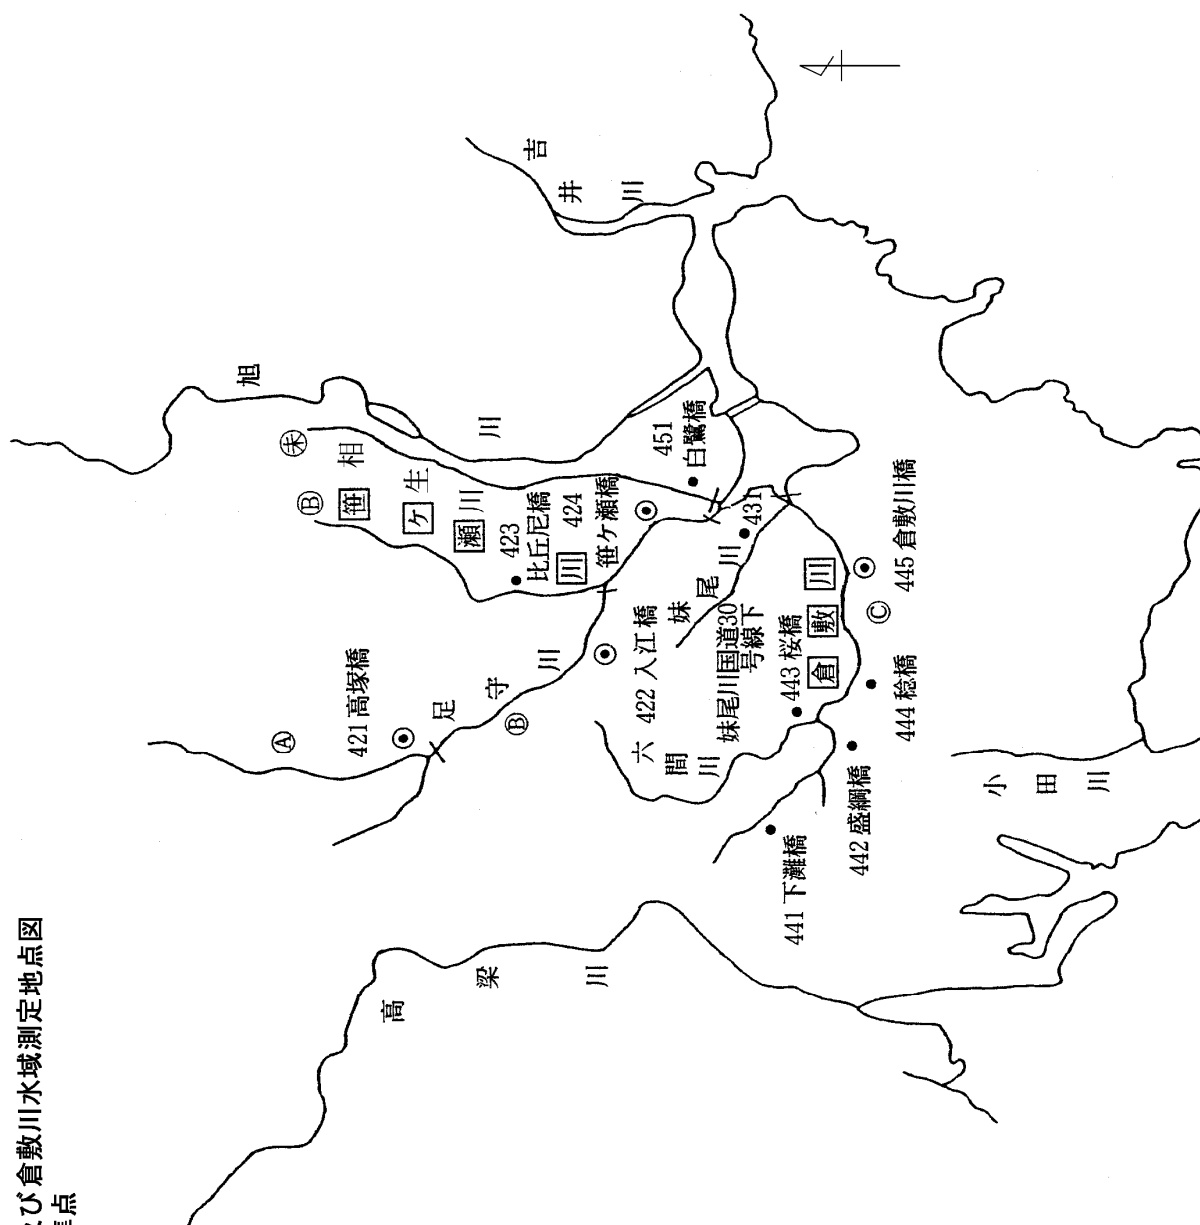 び倉敷川水域測定地点図
点
吉井川
旭川
㊍
相生川
Ⓑ
笹ケ瀬川
423
比丘尼橋
424
笹ケ瀬橋
451
白鷺橋
Ⓐ
421高塚橋
足守川
Ⓑ
422 入江橋
妹尾川
431
妹尾川国道30
号線下
六間川
443 桜橋
倉敷川
Ⓒ
445 倉敷川橋
444 稔橋
442 盛綱橋
441 下灘橋
小田川
高梁川